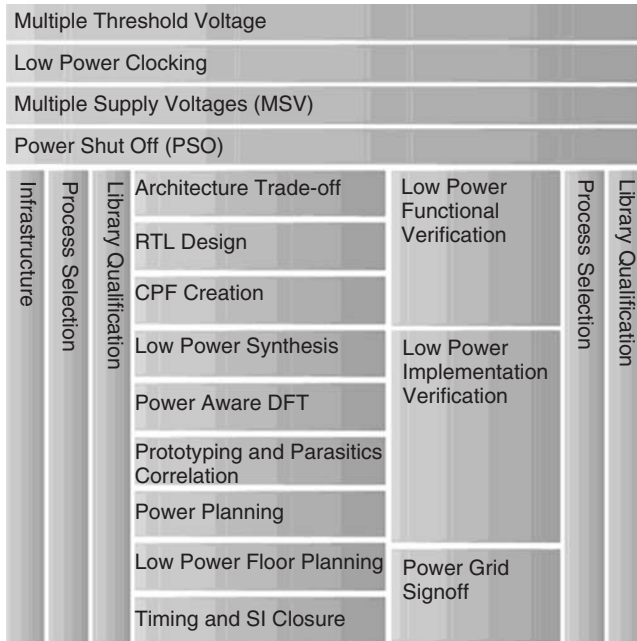 Multiple Threshold Voltage
Low Power Clocking
Multiple Supply Voltages (MSV)
Power Shut Off (PSO)
Infrastructure
Process Selection
Library Qualification
Architecture Trade-off
RTL Design
CPF Creation
Low Power Synthesis
Power Aware DFT
Prototyping and Parasitics
Correlation
Power Planning
Low Power Floor Planning
Timing and SI Closure
Low Power
Functional
Verification
Low Power
Implementation
Verification
Power Grid
Signoff
Process Selection
Library Qualification